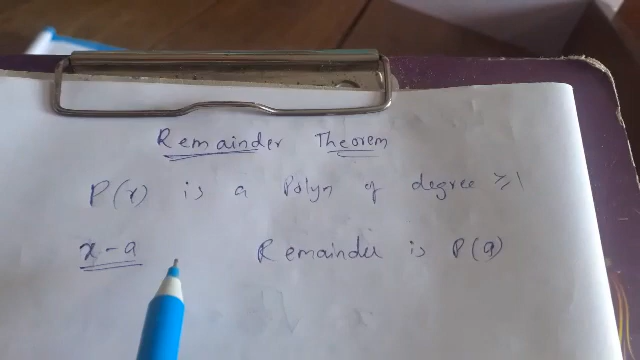 Remainder Theorem
P(x) is a Polyn of degree ≥1
x-a Remainder is P(a)